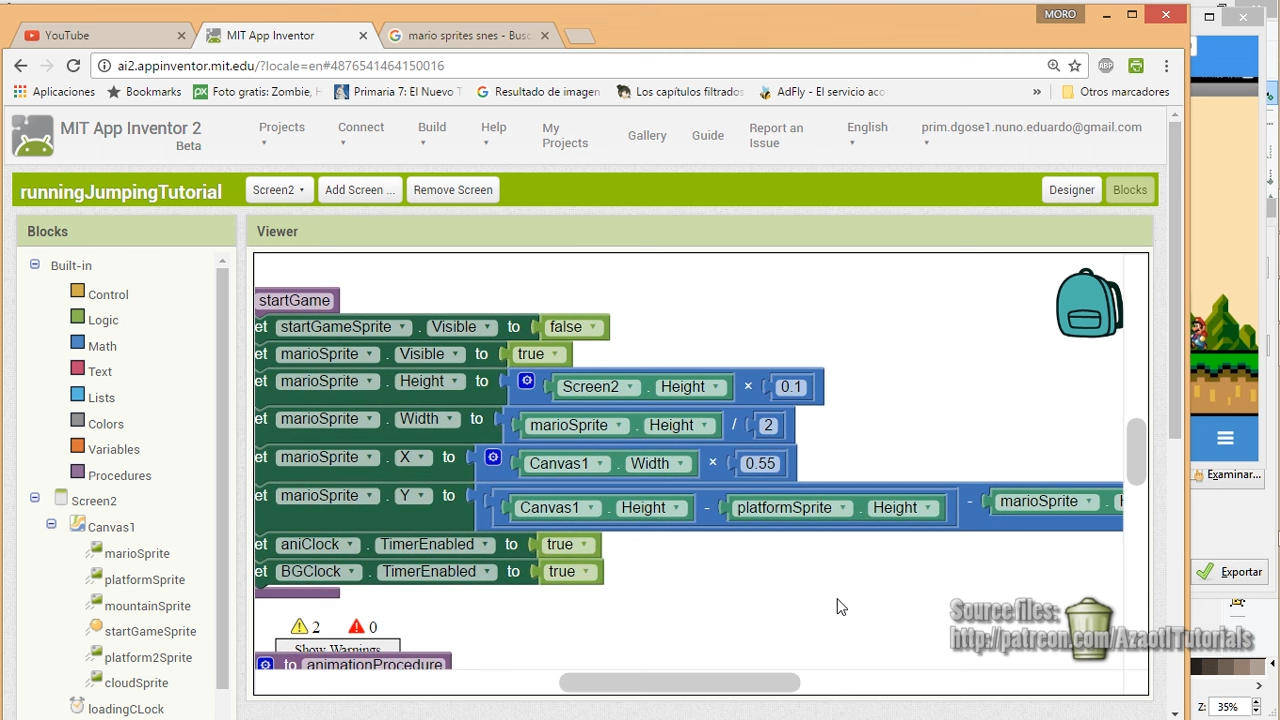 MORO
YouTube
MIT App Inventor
mario sprites snes - Busc
ai2.appinventor.mit.edu/?locale=en#4876541464150016
Aplicaciones
Bookmarks
Foto gratis: Zombie, H
Primaria 7: El Nuevo T
Resultado de imagen
Los capítulos filtrados
AdFly - El servicio aco
» Otros marcadores
MIT App Inventor 2
Beta
Projects
Connect
Build
Help
My Projects
Gallery
Guide
Report an Issue
English
prim.dgose1.nuno.eduardo@gmail.com
runningJumpingTutorial
Screen2
Add Screen ...
Remove Screen
Designer
Blocks
Blocks
Viewer
Built-in
Control
Logic
Math
Text
Lists
Colors
Variables
Procedures
Screen2
Canvas1
marioSprite
platformSprite
mountainSprite
startGameSprite
platform2Sprite
cloudSprite
loadingCLock
startGame
et startGameSprite . Visible to false
et marioSprite . Visible to true
et marioSprite . Height to Screen2 . Height × 0.1
et marioSprite . Width to marioSprite . Height / 2
et marioSprite . X to Canvas1 . Width × 0.55
et marioSprite . Y to Canvas1 . Height - platformSprite . Height - marioSprite . H
et aniClock . TimerEnabled to true
et BGClock . TimerEnabled to true
2 0
Show Warnings
to animationProcedure
Source files:
http://patreon.com/AzaotlTutorials
Examinar...
Exportar
Z: 35%